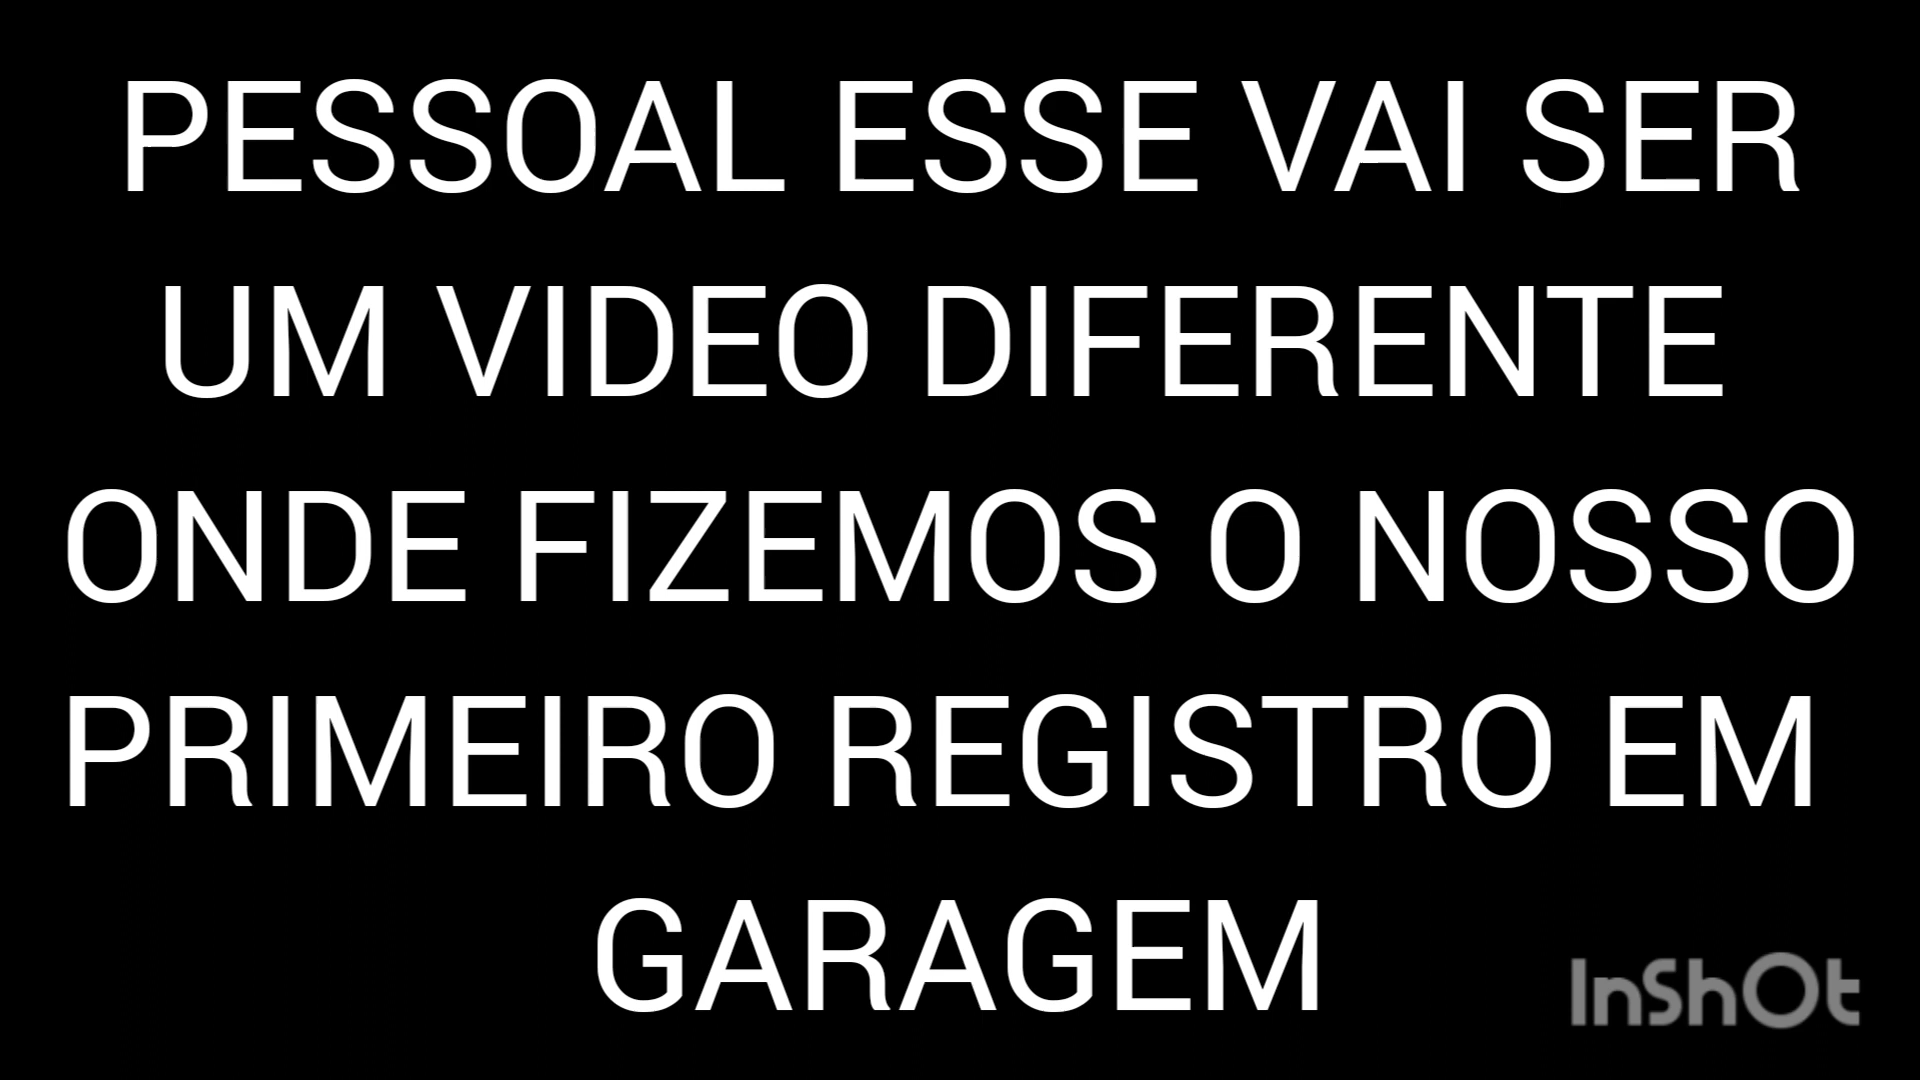 PESSOAL ESSE VAI SER
UM VIDEO DIFERENTE
ONDE FIZEMOS O NOSSO
PRIMEIRO REGISTRO EM
GARAGEM
InShOt